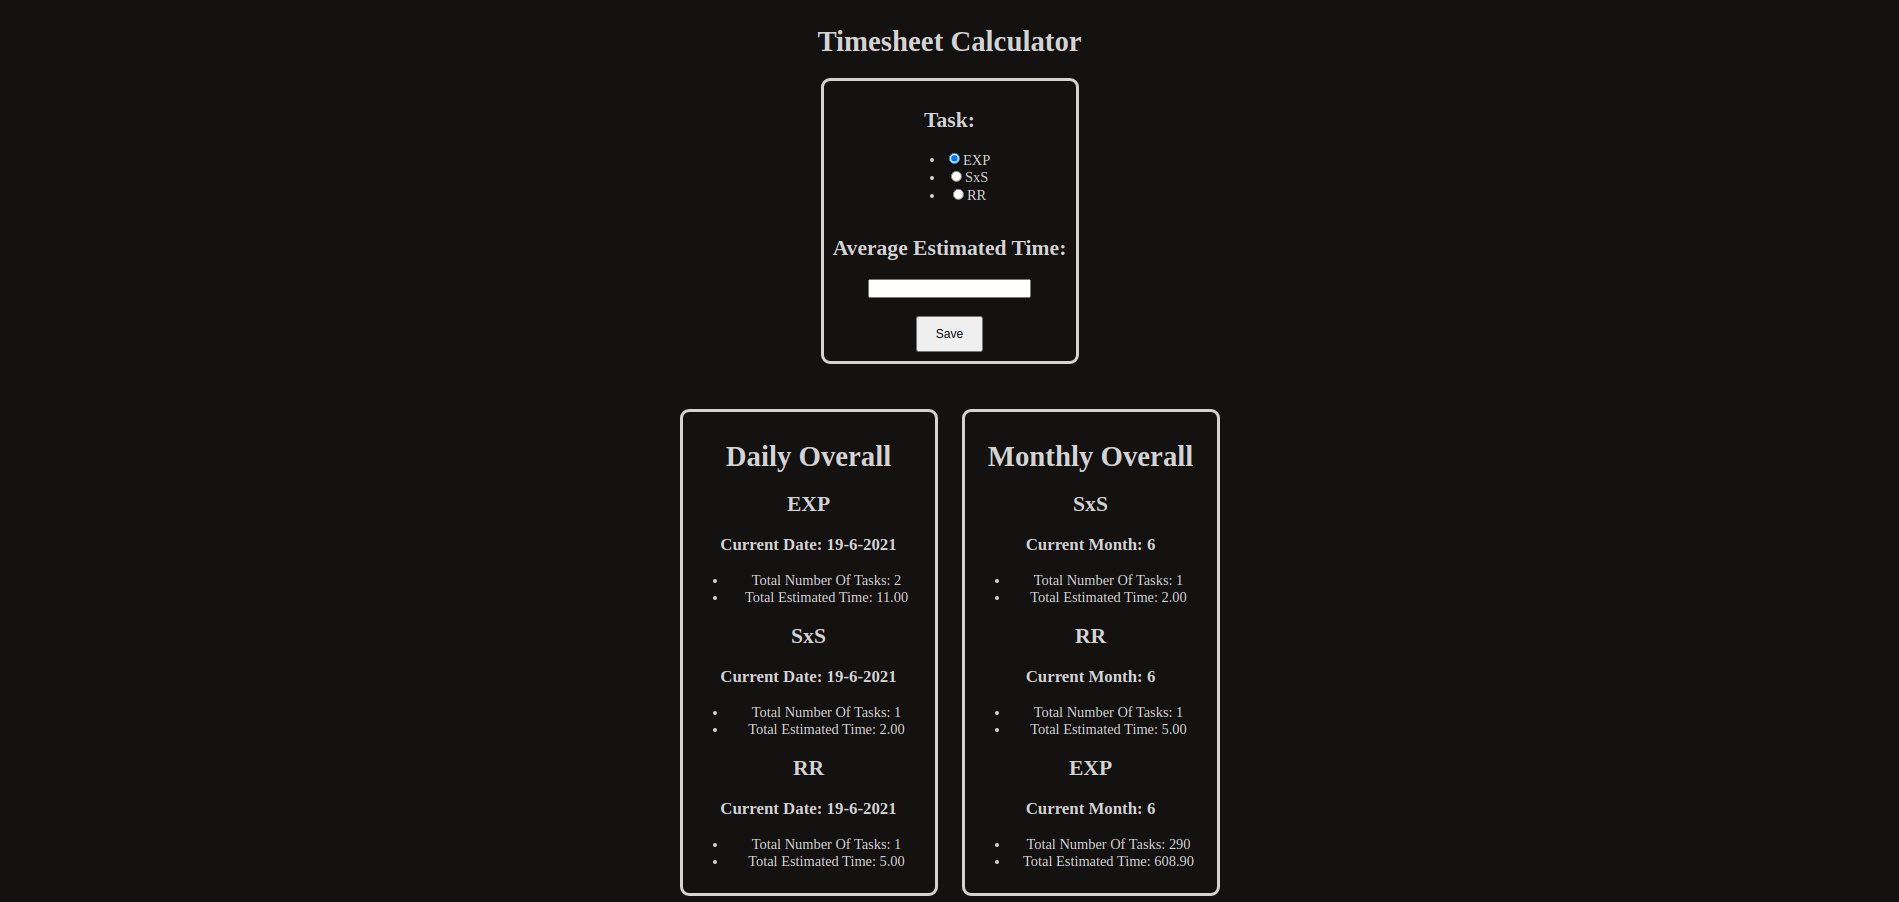 Timesheet Calculator
Task:
EXP
SxS
RR
Average Estimated Time:
Save
Daily Overall
EXP
Current Date: 19-6-2021
Total Number Of Tasks: 2
Total Estimated Time: 11.00
SxS
Current Date: 19-6-2021
Total Number Of Tasks: 1
Total Estimated Time: 2.00
RR
Current Date: 19-6-2021
Total Number Of Tasks: 1
Total Estimated Time: 5.00
Monthly Overall
SxS
Current Month: 6
Total Number Of Tasks: 1
Total Estimated Time: 2.00
RR
Current Month: 6
Total Number Of Tasks: 1
Total Estimated Time: 5.00
EXP
Current Month: 6
Total Number Of Tasks: 290
Total Estimated Time: 608.90